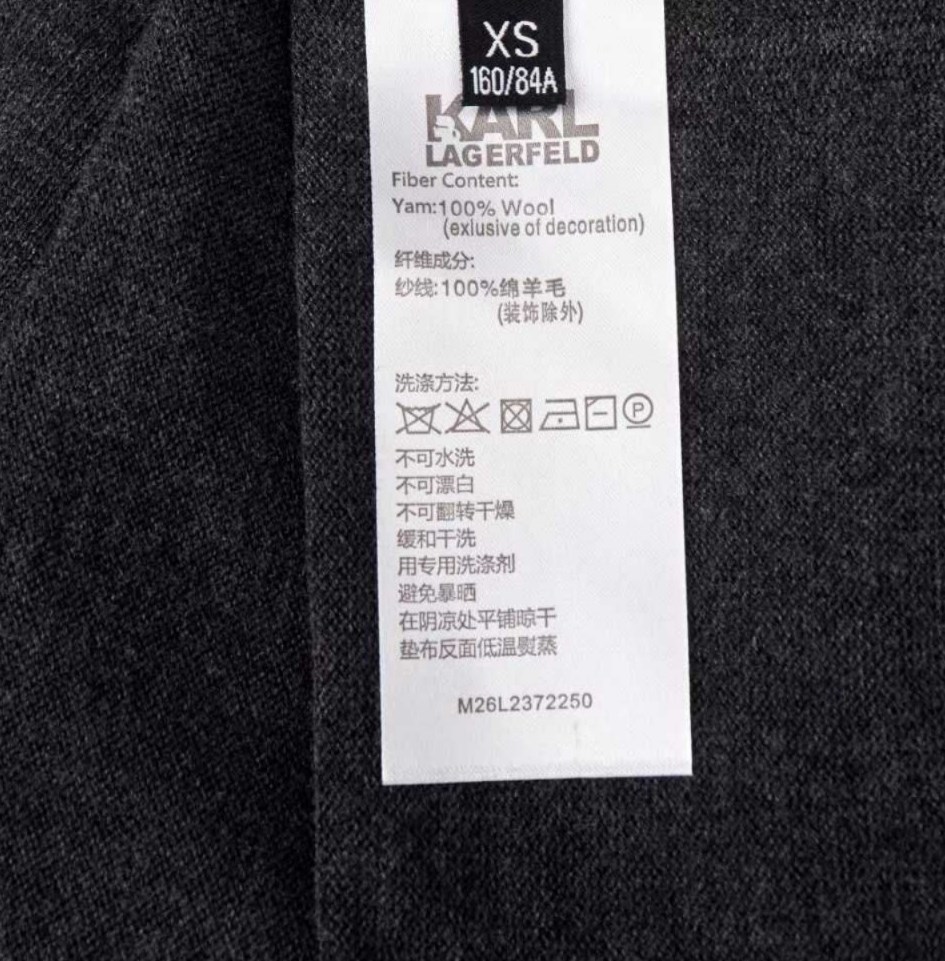 XS
160/84A
KARL
LAGERFELD
Fiber Content:
Yam:100% Wool
(exlusive of decoration)
纤维成分:
纱线:100%绵羊毛
(装饰除外)
洗涤方法:
P
不可水洗
不可漂白
不可翻转干燥
缓和干洗
用专用洗涤剂
避免暴晒
在阴凉处平铺晾干
垫布反面低温熨蒸
M26L2372250